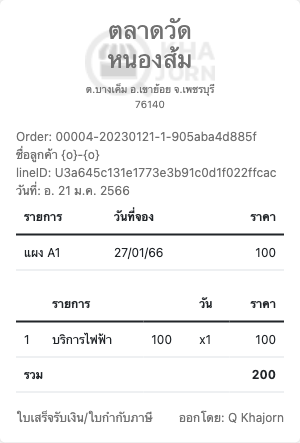 ตลาดวัด
หนองส้ม
KHA
JORN
ต.บางเค็ม อ.เขาย้อย จ.เพชรบุรี
76140
Order: 00004-20230121-1-905aba4d885f
ชื่อลูกค้า {o}-{o}
lineID: U3a645c131e1773e3b91c0d1f022ffcac
วันที่: อ. 21 ม.ค. 2566
รายการ วันที่จอง ราคา
แผง A1 27/01/66 100
รายการ วัน ราคา
1 บริการไฟฟ้า 100 x1 100
รวม 200
ใบเสร็จรับเงิน/ใบกำกับภาษี ออกโดย: Q Khajorn